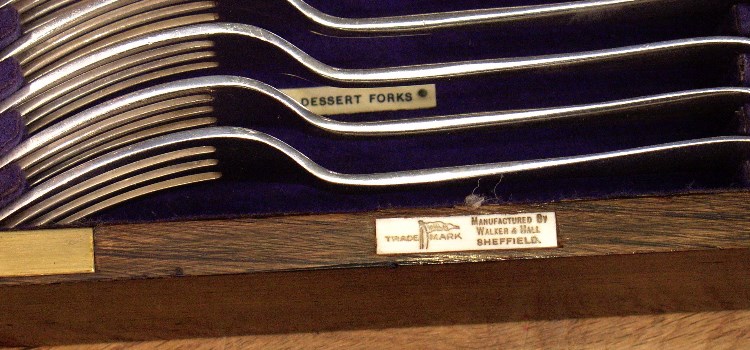 DESSERT FORKS
TRADE MARK
MANUFACTURED BY
WALKER & HALL
SHEFFIELD.